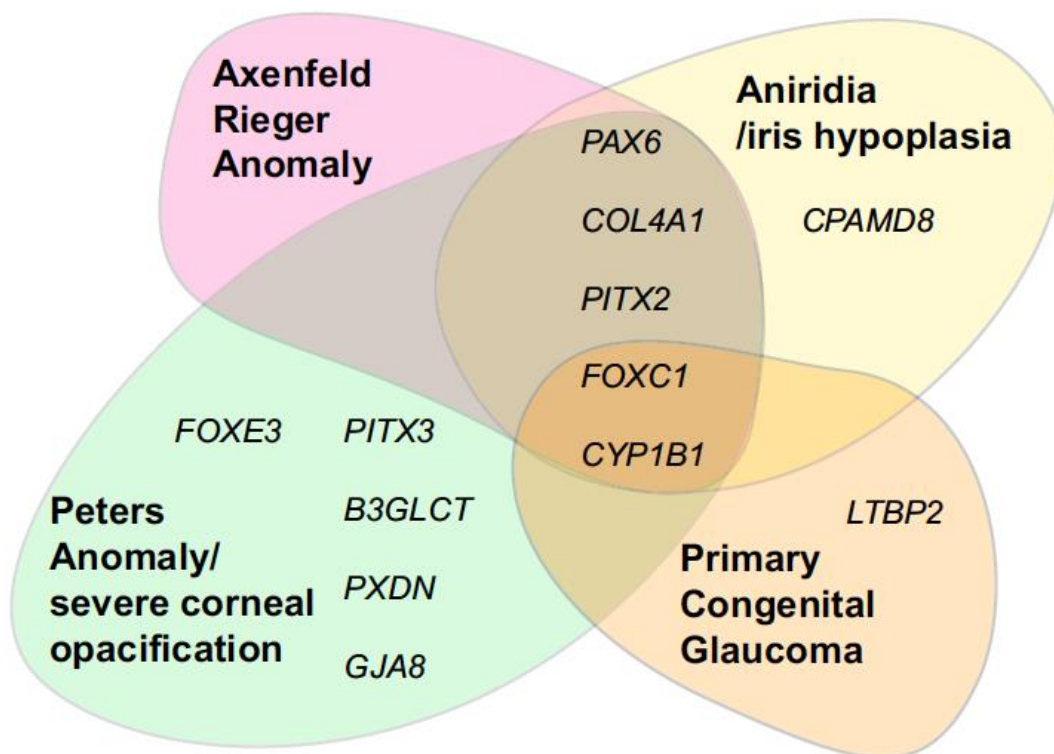 Axenfeld
Rieger
Anomaly
Aniridia
/iris hypoplasia
PAX6
COL4A1
CPAMD8
PITX2
FOXC1
CYP1B1
FOXE3
PITX3
B3GLCT
PXDN
GJA8
Peters
Anomaly/
severe corneal
opacification
LTBP2
Primary
Congenital
Glaucoma